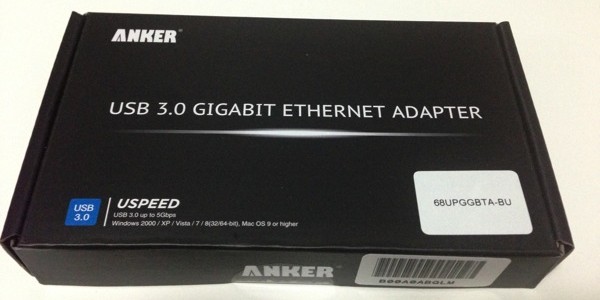 ANKER®
USB 3.0 GIGABIT ETHERNET ADAPTER
USB
3.0
USPEED
USB 3.0 up to 5Gbps
Windows 2000 / XP / Vista / 7 / 8(32/64-bit), Mac OS 9 or higher
68UPGGBTA-BU
ANKER